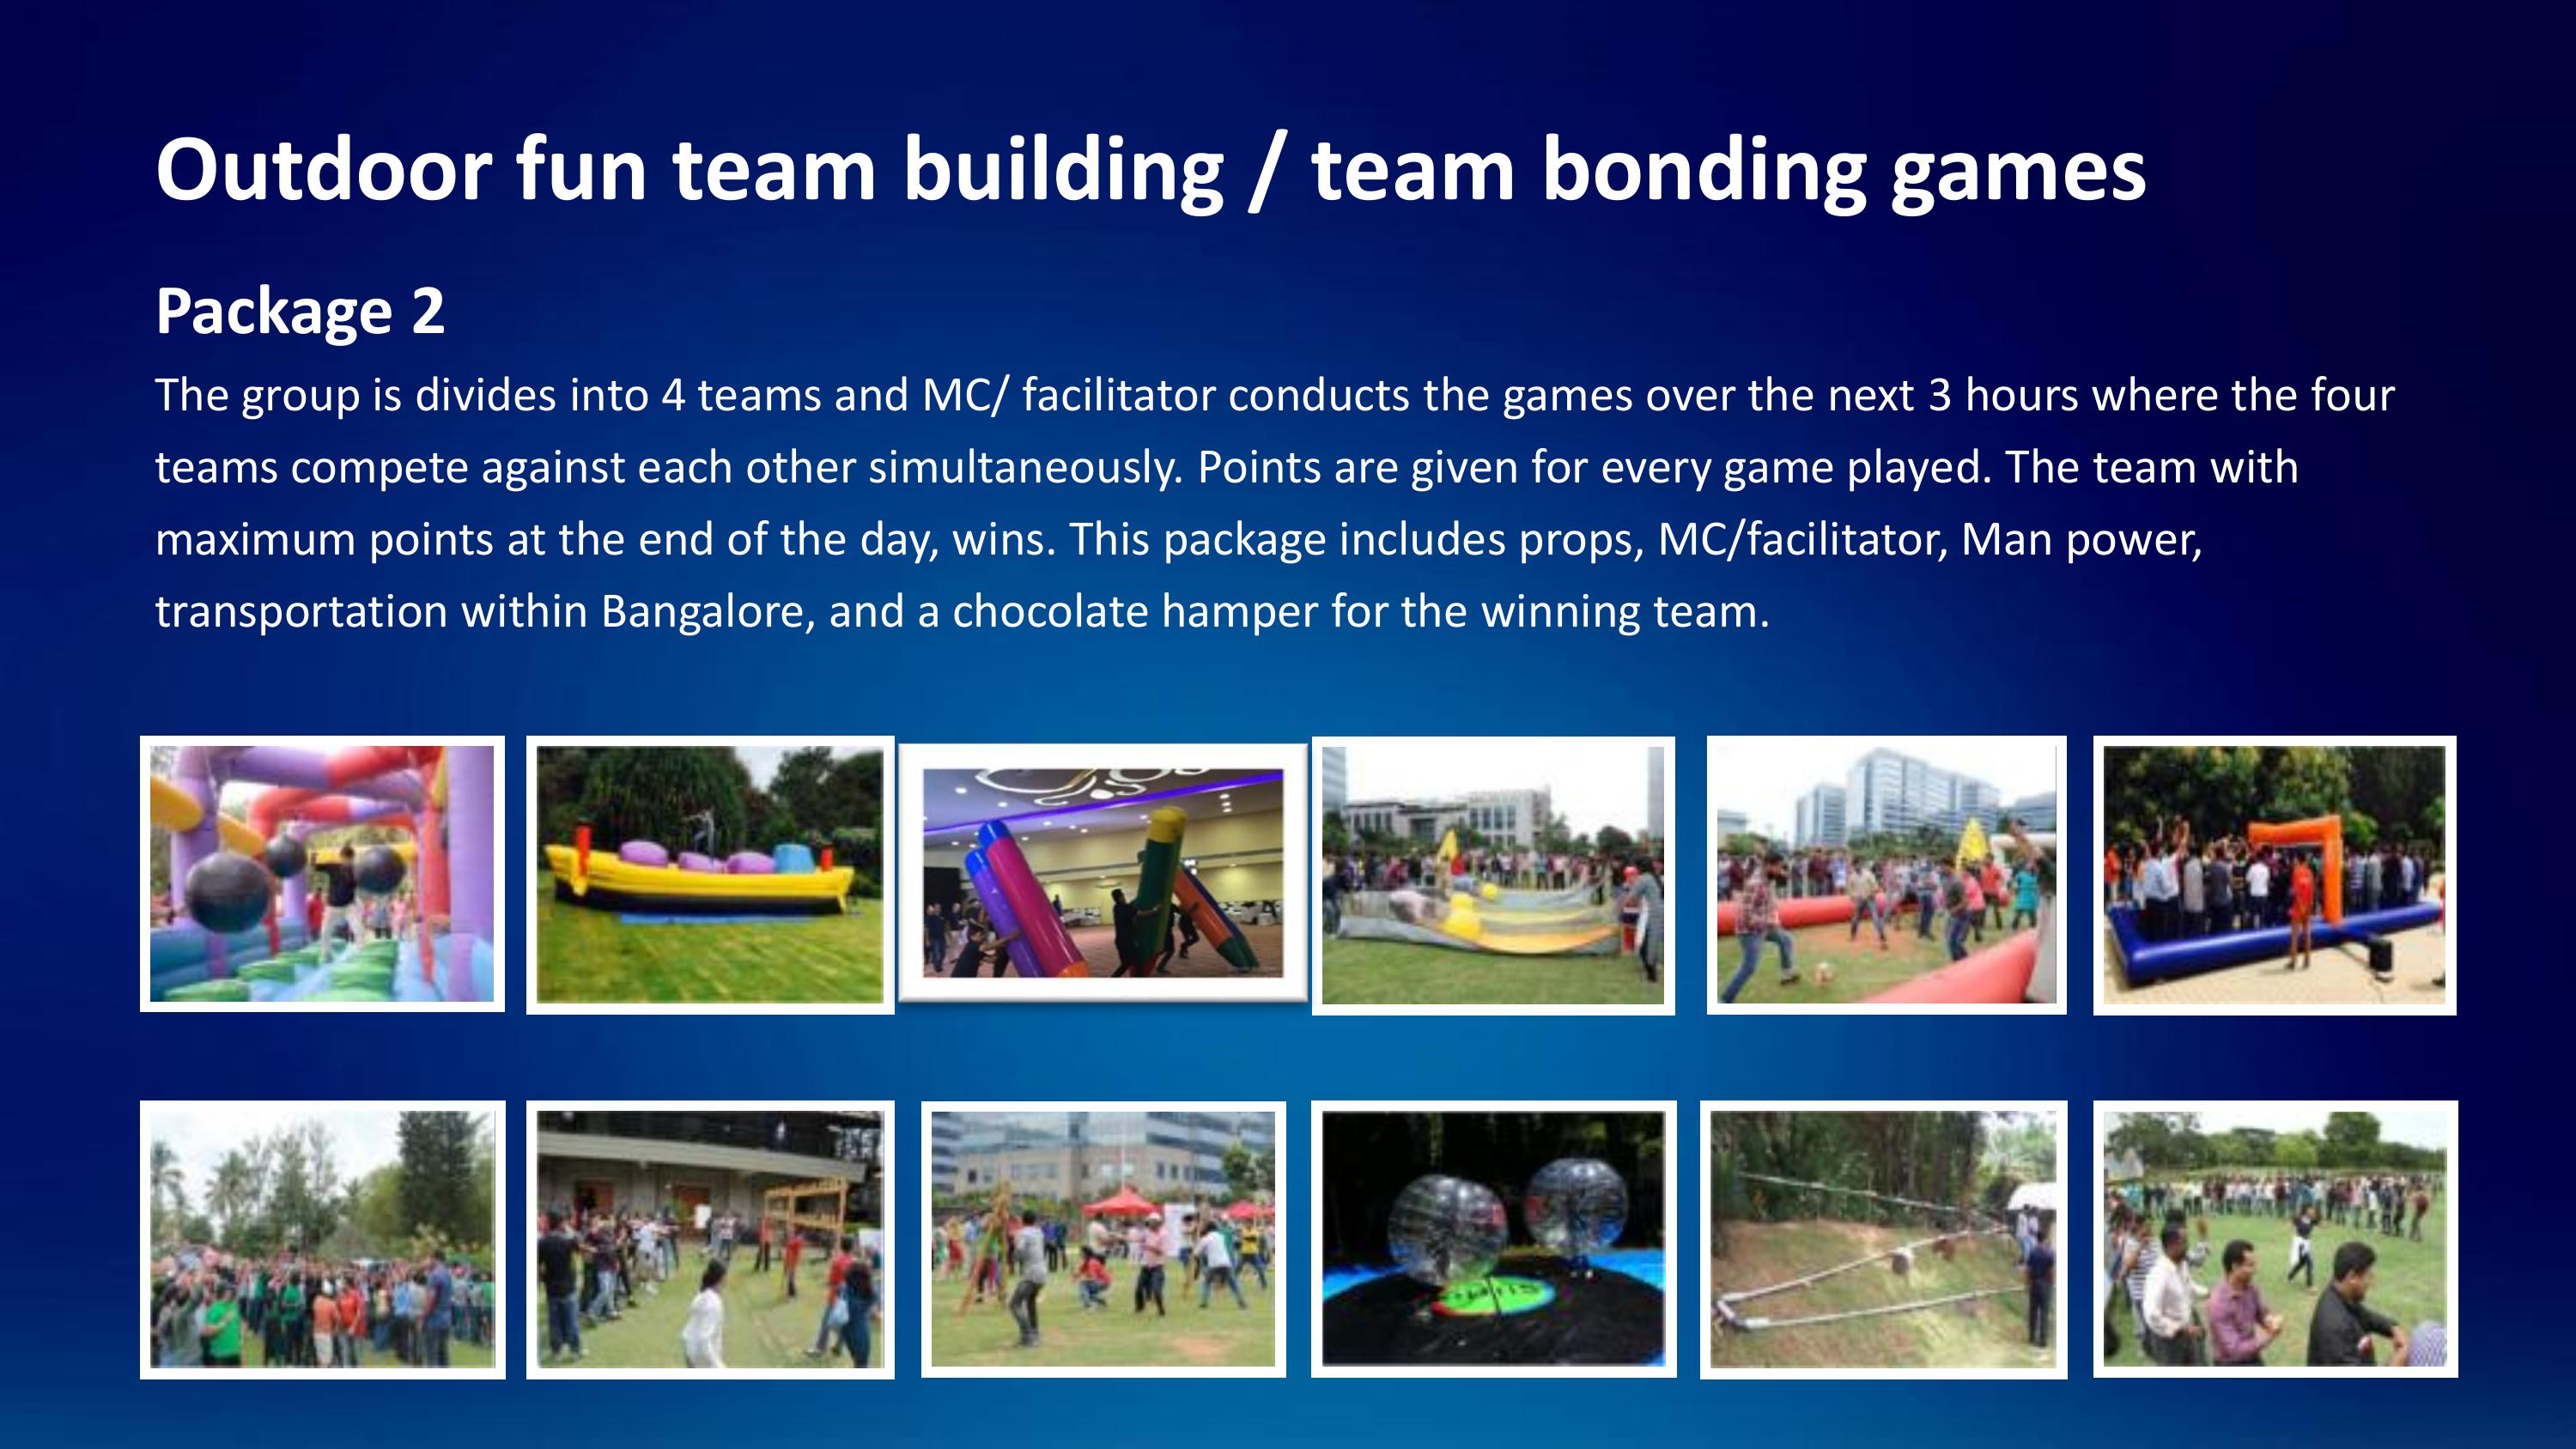 Outdoor fun team building / team bonding games
Package 2
The group is divides into 4 teams and MC/ facilitator conducts the games over the next 3 hours where the four
teams compete against each other simultaneously. Points are given for every game played. The team with
maximum points at the end of the day, wins. This package includes props, MC/facilitator, Man power,
transportation within Bangalore, and a chocolate hamper for the winning team.